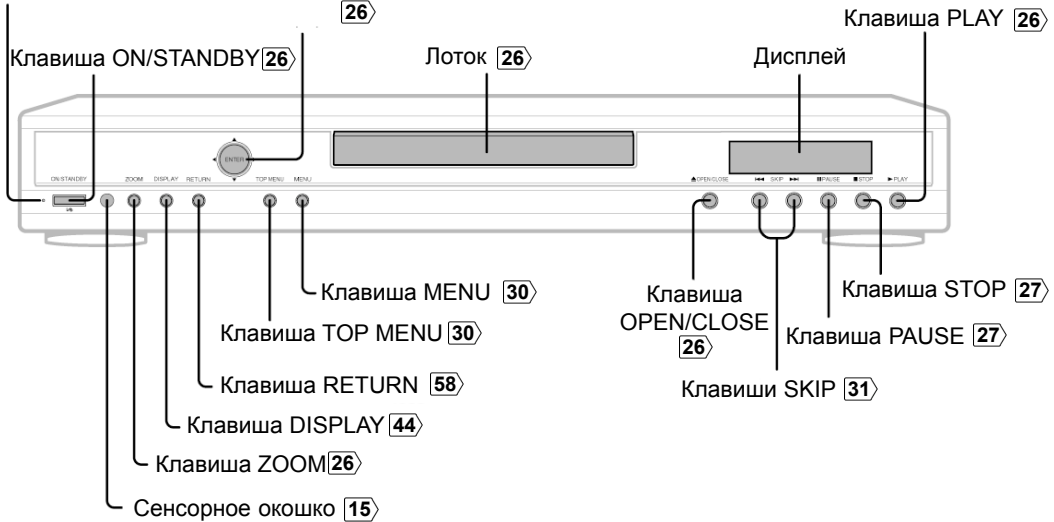 26
Клавиша PLAY 26
Клавиша ON/STANDBY 26
Лоток 26
Дисплей
ENTER
ON/STANDBY
ZOOM DISPLAY RETURN TOP MENU MENU
OPEN/CLOSE SKIP PAUSE STOP PLAY
Клавиша MENU 30
Клавиша TOP MENU 30
Клавиша RETURN 58
Клавиша DISPLAY 44
Клавиша ZOOM 26
Сенсорное окошко 15
Клавиша
OPEN/CLOSE
26
Клавиша STOP 27
Клавиша PAUSE 27
Клавиши SKIP 31